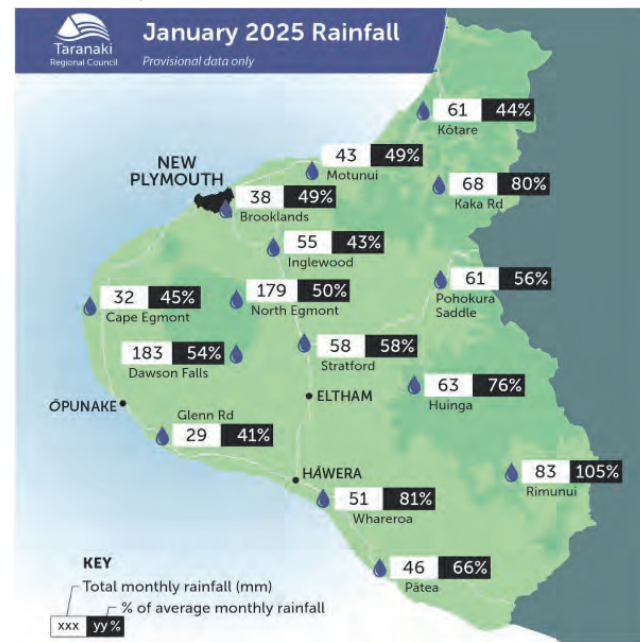 Taranaki
Regional Council
January 2025 Rainfall
Provisional data only
61 44%
Kōtare
43 49%
Motunui
NEW
PLYMOUTH
68 80%
Kaka Rd
38 49%
Brooklands
55 43%
Inglewood
61 56%
Pohokura
Saddle
32 45%
Cape Egmont
179 50%
North Egmont
58 58%
Stratford
183 54%
Dawson Falls
63 76%
Huinga
ELTHAM
ŌPUNAKE
Glenn Rd
29 41%
HĀWERA
83 105%
Rimunui
51 81%
Whareroa
46 66%
Pātea
KEY
Total monthly rainfall (mm)
% of average monthly rainfall
xxx yy%